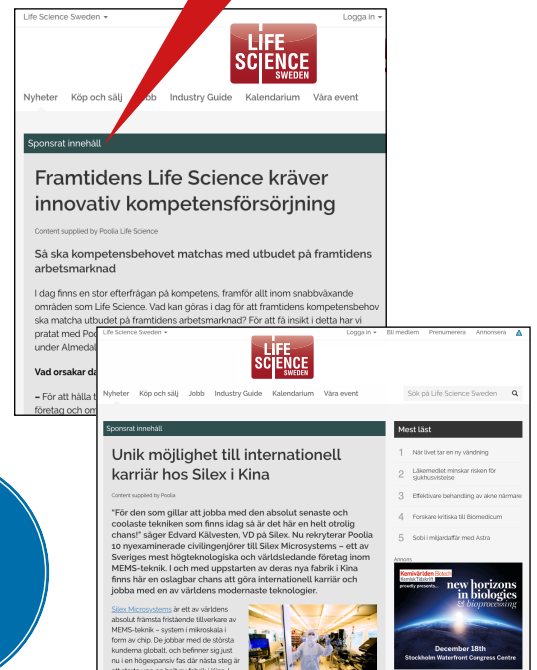 Life Science Sweden
Logga in
LIFE
SCIENCE
SWEDEN
Nyheter Köp och sälj Industry Guide Kalendarium Våra event
Sponsrat innehåll
Framtidens Life Science kräver
innovativ kompetensförsörjning
Content supplied by Poolia Life Science
Så ska kompetensbehovet matchas med utbudet på framtidens
arbetsmarknad
I dag finns en stor efterfrågan på kompetens, framför allt inom snabbväxande
områden som Life Science. Vad kan göras i dag för att framtidens kompetensbehov
ska matcha utbudet på framtidens arbetsmarknad? För att få insikt i detta har vi
pratat med
under
Vad orsakar
– För att hålla
företag och
Life Science Sweden
Logga in Bli medlem Prenumerera Annonsera
LIFE
SCIENCE
SWEDEN
Nyheter Köp och sälj Jobb Industry Guide Kalendarium Våra event
Sök på Life Science Sweden
Sponsrat innehåll
Unik möjlighet till internationell
karriär hos Silex i Kina
Content supplied by Poolia
"För den som gillar att jobba med den absolut senaste och
coolaste tekniken som finns idag så är det här en helt otrolig
chans!" säger Edvard Kälvesten, VD på Silex. Nu rekryterar Poolia
10 nyexaminerade civilingenjörer till Silex Microsystems – ett av
Sveriges mest högteknologiska och världsledande företag inom
MEMS-teknik. I och med uppstarten av deras nya fabrik i Kina
finns här en oslagbar chans att göra internationell karriär och
jobba med en av världens modernaste teknologier.
Silex Microsystems är ett av världens
absolut främsta fristående tillverkare av
MEMS-teknik – system i mikroskala i
form av chip. De jobbar med de största
kunderna globalt, och befinner sig just
nu i en högexpansiv fas där nästa steg är
Mest läst
1 När livet tar en ny vändning
2 Läkemedlet minskar risken för
sjukhusvistelse
3 Effektivare behandling av akne närmare
4 Forskare kritiska till Biomedicum
5 Sobi i miljardaffär med Astra
Annons
Kemivärlden Biotech
Kemisk Tidskrift
proudly presents...
new horizons
in biologics
& bioprocessing
December 18th
Stockholm Waterfront Congress Centre